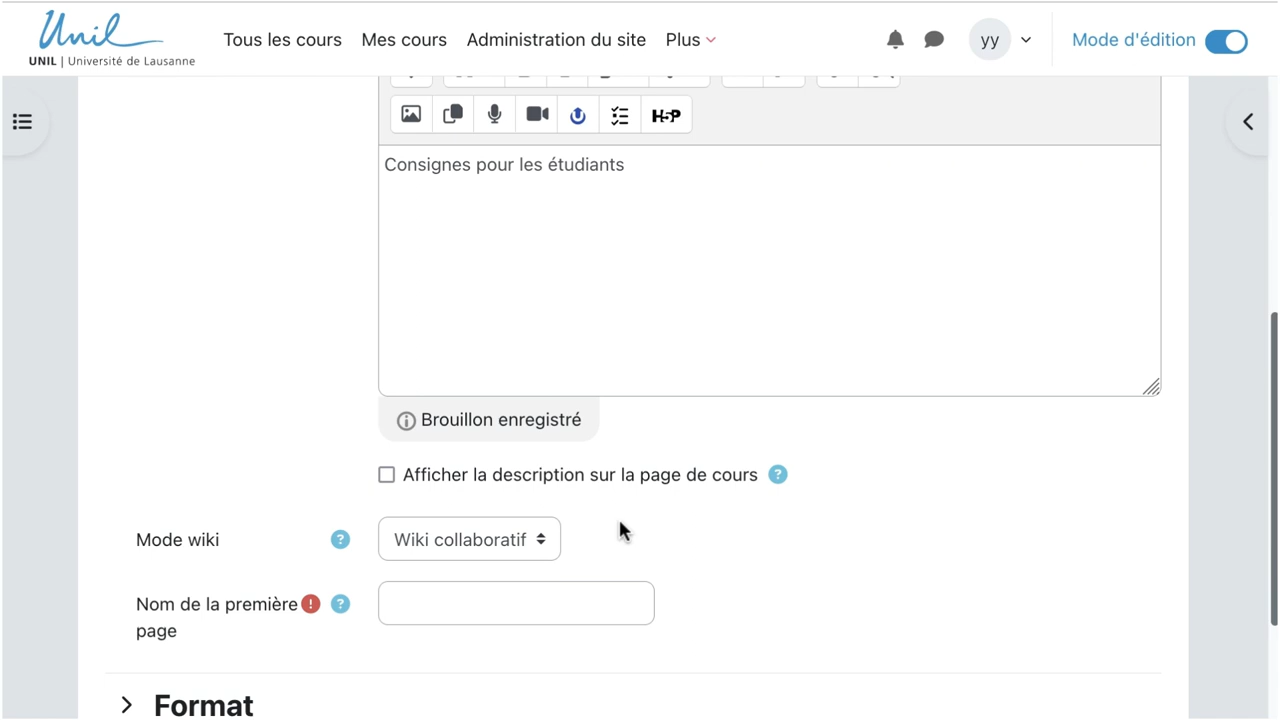 Unil
UNIL | Université de Lausanne
Tous les cours Mes cours Administration du site Plus
yy
Mode d'édition
H5P
Consignes pour les étudiants
Brouillon enregistré
Afficher la description sur la page de cours ?
Mode wiki ? Wiki collaboratif
Nom de la première ! ?
page
Format